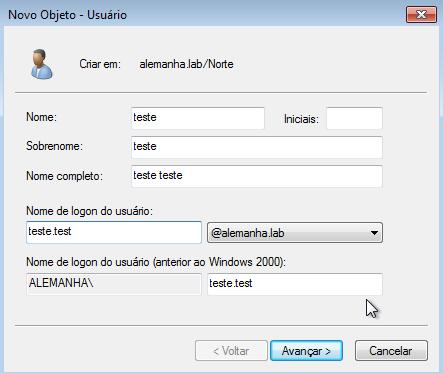 Novo Objeto - Usuário
Criar em: alemanha.lab/Norte
Nome: teste Iniciais:
Sobrenome: teste
Nome completo: teste teste
Nome de logon do usuário:
teste.test @alemanha.lab
Nome de logon do usuário (anterior ao Windows 2000):
ALEMANHA\ teste.test
< Voltar Avançar > Cancelar